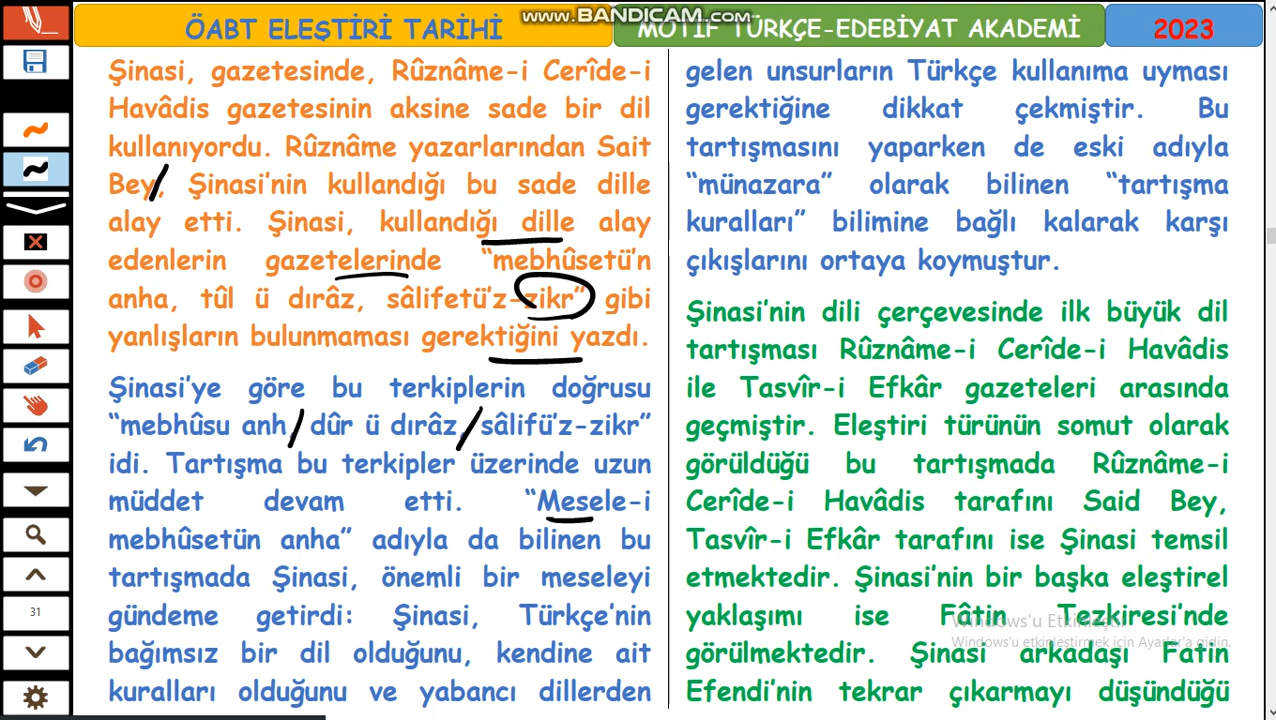 www.BANDICAM.com
ÖABT ELEŞTİRİ TARİHİ
MOTİF TÜRKÇE-EDEBİYAT AKADEMİ
2023
Şinasi, gazetesinde, Rûznâme-i Cerîde-i
Havâdis gazetesinin aksine sade bir dil
kullanıyordu. Rûznâme yazarlarından Sait
Bey, Şinasi’nin kullandığı bu sade dille
alay etti. Şinasi, kullandığı dille alay
edenlerin gazetelerinde “mebhûsetü’n
anha, tûl ü dırâz, sâlifetü’z-zikr” gibi
yanlışların bulunmaması gerektiğini yazdı.
Şinasi’ye göre bu terkiplerin doğrusu
“mebhûsu anh, dûr ü dırâz, sâlifü’z-zikr”
idi. Tartışma bu terkipler üzerinde uzun
müddet devam etti. “Mesele-i
mebhûsetün anha” adıyla da bilinen bu
tartışmada Şinasi, önemli bir meseleyi
gündeme getirdi: Şinasi, Türkçe’nin
bağımsız bir dil olduğunu, kendine ait
kuralları olduğunu ve yabancı dillerden
gelen unsurların Türkçe kullanıma uyması
gerektiğine dikkat çekmiştir. Bu
tartışmasını yaparken de eski adıyla
“münazara” olarak bilinen “tartışma
kuralları” bilimine bağlı kalarak karşı
çıkışlarını ortaya koymuştur.
Şinasi’nin dili çerçevesinde ilk büyük dil
tartışması Rûznâme-i Cerîde-i Havâdis
ile Tasvîr-i Efkâr gazeteleri arasında
geçmiştir. Eleştiri türünün somut olarak
görüldüğü bu tartışmada Rûznâme-i
Cerîde-i Havâdis tarafını Said Bey,
Tasvîr-i Efkâr tarafını ise Şinasi temsil
etmektedir. Şinasi’nin bir başka eleştirel
yaklaşımı ise Fâtin Tezkiresi’nde
görülmektedir. Şinasi arkadaşı Fatin
Efendi’nin tekrar çıkarmayı düşündüğü
Windows'u Etkinleştir
Windows'u etkinleştirmek için Ayarlar'a gidin.
31